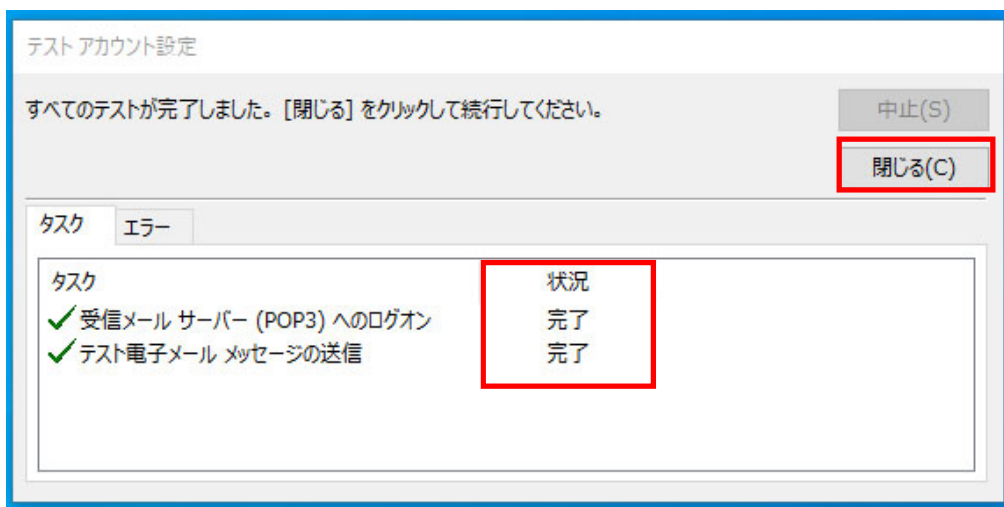 テスト アカウント設定
すべてのテストが完了しました。[閉じる] をクリックして続行してください。
中止(S)
閉じる(C)
タスク エラー
タスク 状況
受信メール サーバー (POP3) へのログオン 完了
テスト電子メール メッセージの送信 完了